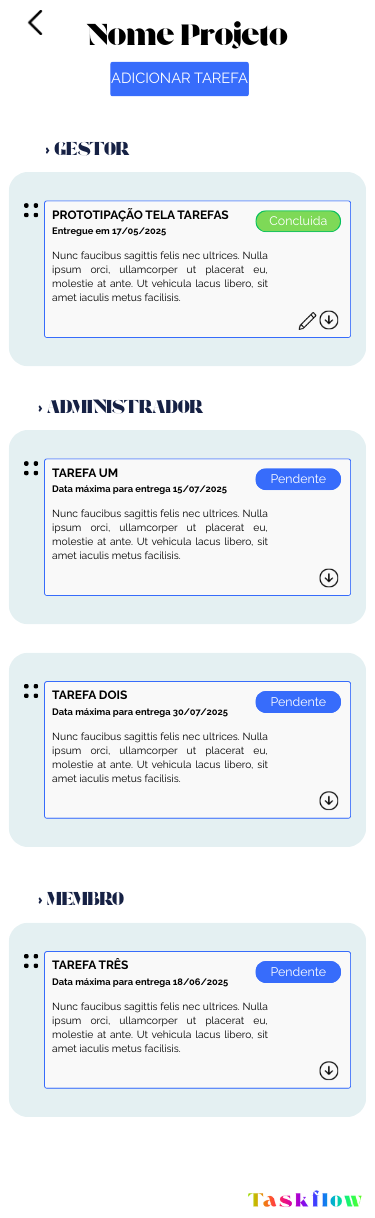 Nome Projeto
ADICIONAR TAREFA
› GESTOR
PROTOTIPAÇÃO TELA TAREFAS
Concluida
Entregue em 17/05/2025
Nunc faucibus sagittis felis nec ultrices. Nulla
ipsum orci, ullamcorper ut placerat eu,
molestie at ante. Ut vehicula lacus libero, sit
amet iaculis metus facilisis.
› ADMINISTRADOR
TAREFA UM
Pendente
Data máxima para entrega 15/07/2025
Nunc faucibus sagittis felis nec ultrices. Nulla
ipsum orci, ullamcorper ut placerat eu,
molestie at ante. Ut vehicula lacus libero, sit
amet iaculis metus facilisis.
TAREFA DOIS
Pendente
Data máxima para entrega 30/07/2025
Nunc faucibus sagittis felis nec ultrices. Nulla
ipsum orci, ullamcorper ut placerat eu,
molestie at ante. Ut vehicula lacus libero, sit
amet iaculis metus facilisis.
› MEMBRO
TAREFA TRÊS
Pendente
Data máxima para entrega 18/06/2025
Nunc faucibus sagittis felis nec ultrices. Nulla
ipsum orci, ullamcorper ut placerat eu,
molestie at ante. Ut vehicula lacus libero, sit
amet iaculis metus facilisis.
Taskflow